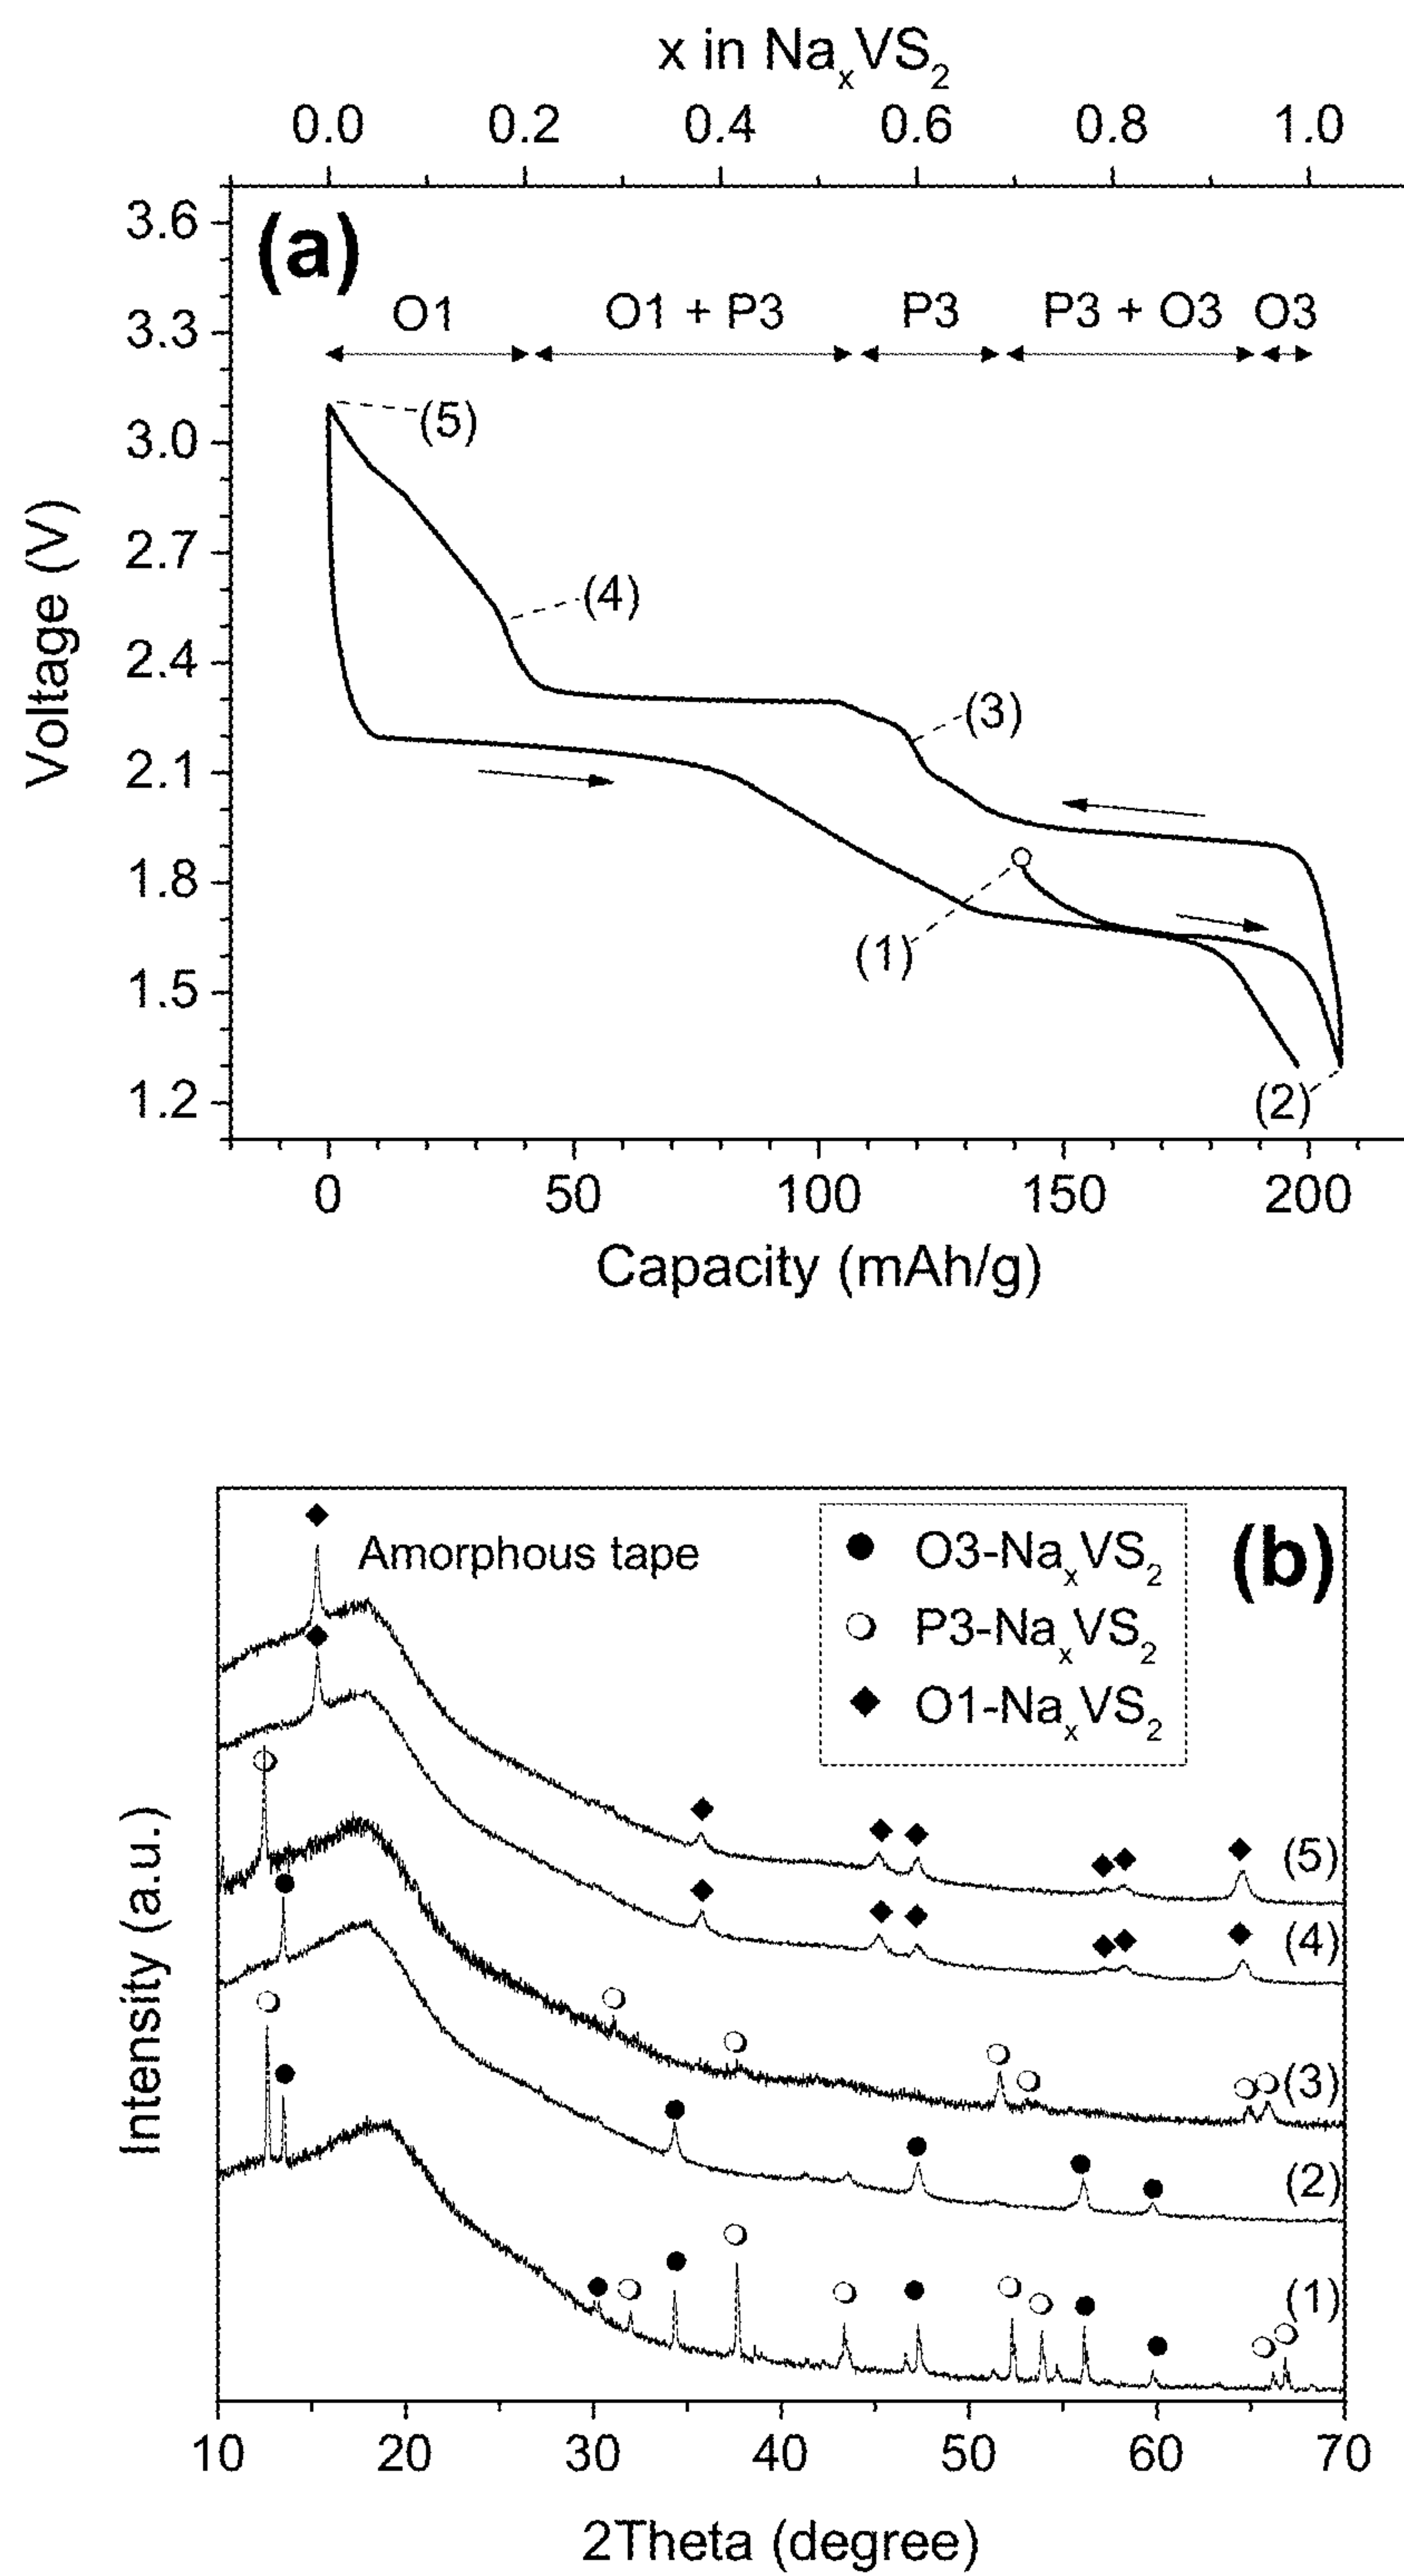 x in NaₓVS₂
0.0 0.2 0.4 0.6 0.8 1.0
(a)
3.6
O1 O1 + P3 P3 P3 + O3 O3
3.3
(5)
3.0
2.7
(4)
2.4
(3)
2.1
1.8
(1)
1.5
1.2
(2)
Voltage (V)
0 50 100 150 200
Capacity (mAh/g)
(b)
Amorphous tape
O3-NaₓVS₂
P3-NaₓVS₂
O1-NaₓVS₂
(5)
(4)
(3)
(2)
(1)
Intensity (a.u.)
10 20 30 40 50 60 70
2Theta (degree)